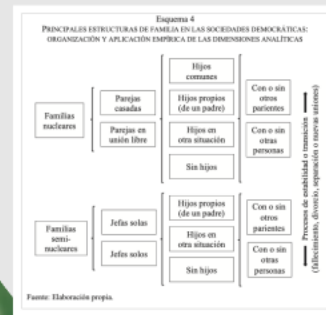 Esquema 4
PRINCIPALES ESTRUCTURAS DE FAMILIA EN LAS SOCIEDADES DEMOCRÁTICAS:
ORGANIZACIÓN Y APLICACIÓN EMPÍRICA DE LAS DIMENSIONES ANALÍTICAS
Familias
nucleares
Parejas
casadas
Parejas en
unión libre
Hijos
comunes
Hijos propios
(de un padre)
Hijos en
otra situación
Sin hijos
Con o sin
otros
parientes
Con o sin
otras
personas
Familias
semi-
nucleares
Jefas solas
Jefes solos
Hijos propios
(de un padre)
Hijos en
otra situación
Sin hijos
Con o sin
otros
parientes
Con o sin
otras
personas
Procesos de estabilidad o transición
(fallecimiento, divorcio, separación o nuevas uniones)
Fuente: Elaboración propia.